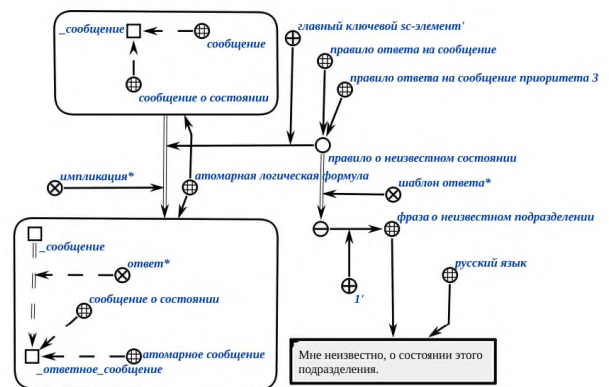 главный ключевой sc-элемент'
_сообщение
сообщение
правило ответа на сообщение
правило ответа на сообщение приоритета 3
сообщение о состоянии
правило о неизвестном состоянии
импликация*
атомарная логическая формула
шаблон ответа*
фраза о неизвестном подразделении
_сообщение
ответ*
русский язык
сообщение о состоянии
1'
атомарное сообщение
_ответное_сообщение
Мне неизвестно, о состоянии этого
подразделения.